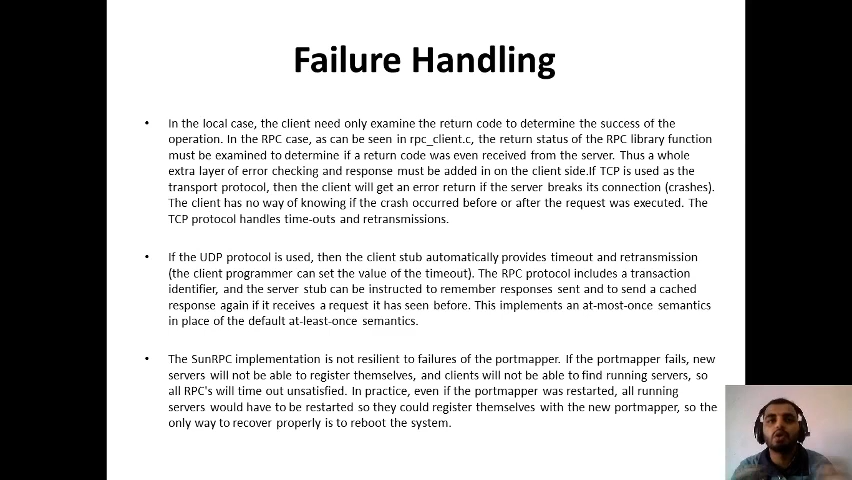 Failure Handling
• In the local case, the client need only examine the return code to determine the success of the
operation. In the RPC case, as can be seen in rpc_client.c, the return status of the RPC library function
must be examined to determine if a return code was even received from the server. Thus a whole
extra layer of error checking and response must be added in on the client side.If TCP is used as the
transport protocol, then the client will get an error return if the server breaks its connection (crashes).
The client has no way of knowing if the crash occurred before or after the request was executed. The
TCP protocol handles time-outs and retransmissions.
• If the UDP protocol is used, then the client stub automatically provides timeout and retransmission
(the client programmer can set the value of the timeout). The RPC protocol includes a transaction
identifier, and the server stub can be instructed to remember responses sent and to send a cached
response again if it receives a request it has seen before. This implements an at-most-once semantics
in place of the default at-least-once semantics.
• The SunRPC implementation is not resilient to failures of the portmapper. If the portmapper fails, new
servers will not be able to register themselves, and clients will not be able to find running servers, so
all RPC's will time out unsatisfied. In practice, even if the portmapper was restarted, all running
servers would have to be restarted so they could register themselves with the new portmapper, so the
only way to recover properly is to reboot the system.